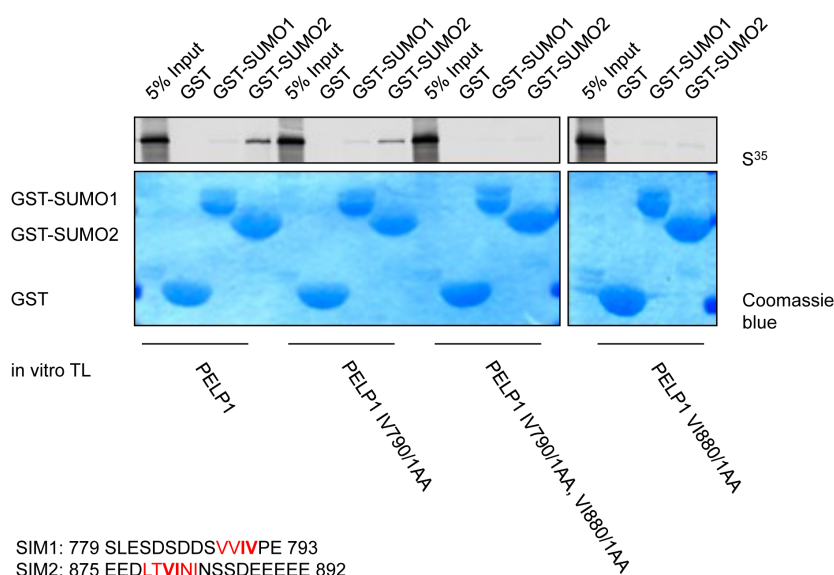 5% Input GST GST-SUMO1 GST-SUMO2 5% Input GST GST-SUMO1 GST-SUMO2 5% Input GST GST-SUMO1 GST-SUMO2 5% Input GST GST-SUMO1 GST-SUMO2
S35
GST-SUMO1
GST-SUMO2
GST
Coomassie
blue
in vitro TL
PELP1 PELP1 IV790/1AA PELP1 IV790/1AA, VI880/1AA PELP1 VI880/1AA
SIM1: 779 SLESDSDDSVVIVPE 793
SIM2: 875 EEDLTVININSSDEEEEE 892